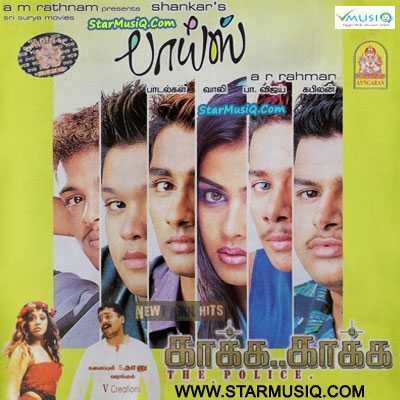 a m rathnam presents shankar's
sri surya movies
StarMusiQ.Com
VmusiQ
பாய்ஸ்
a r rahman
AYNGARAN
பாடல்கள் வாலி பா. விஜய் கபிலன்
StarMusiQ.Com
NEW HITS
காக்க..காக்க
THE POLICE.
V Creations
WWW.STARMUSIQ.COM